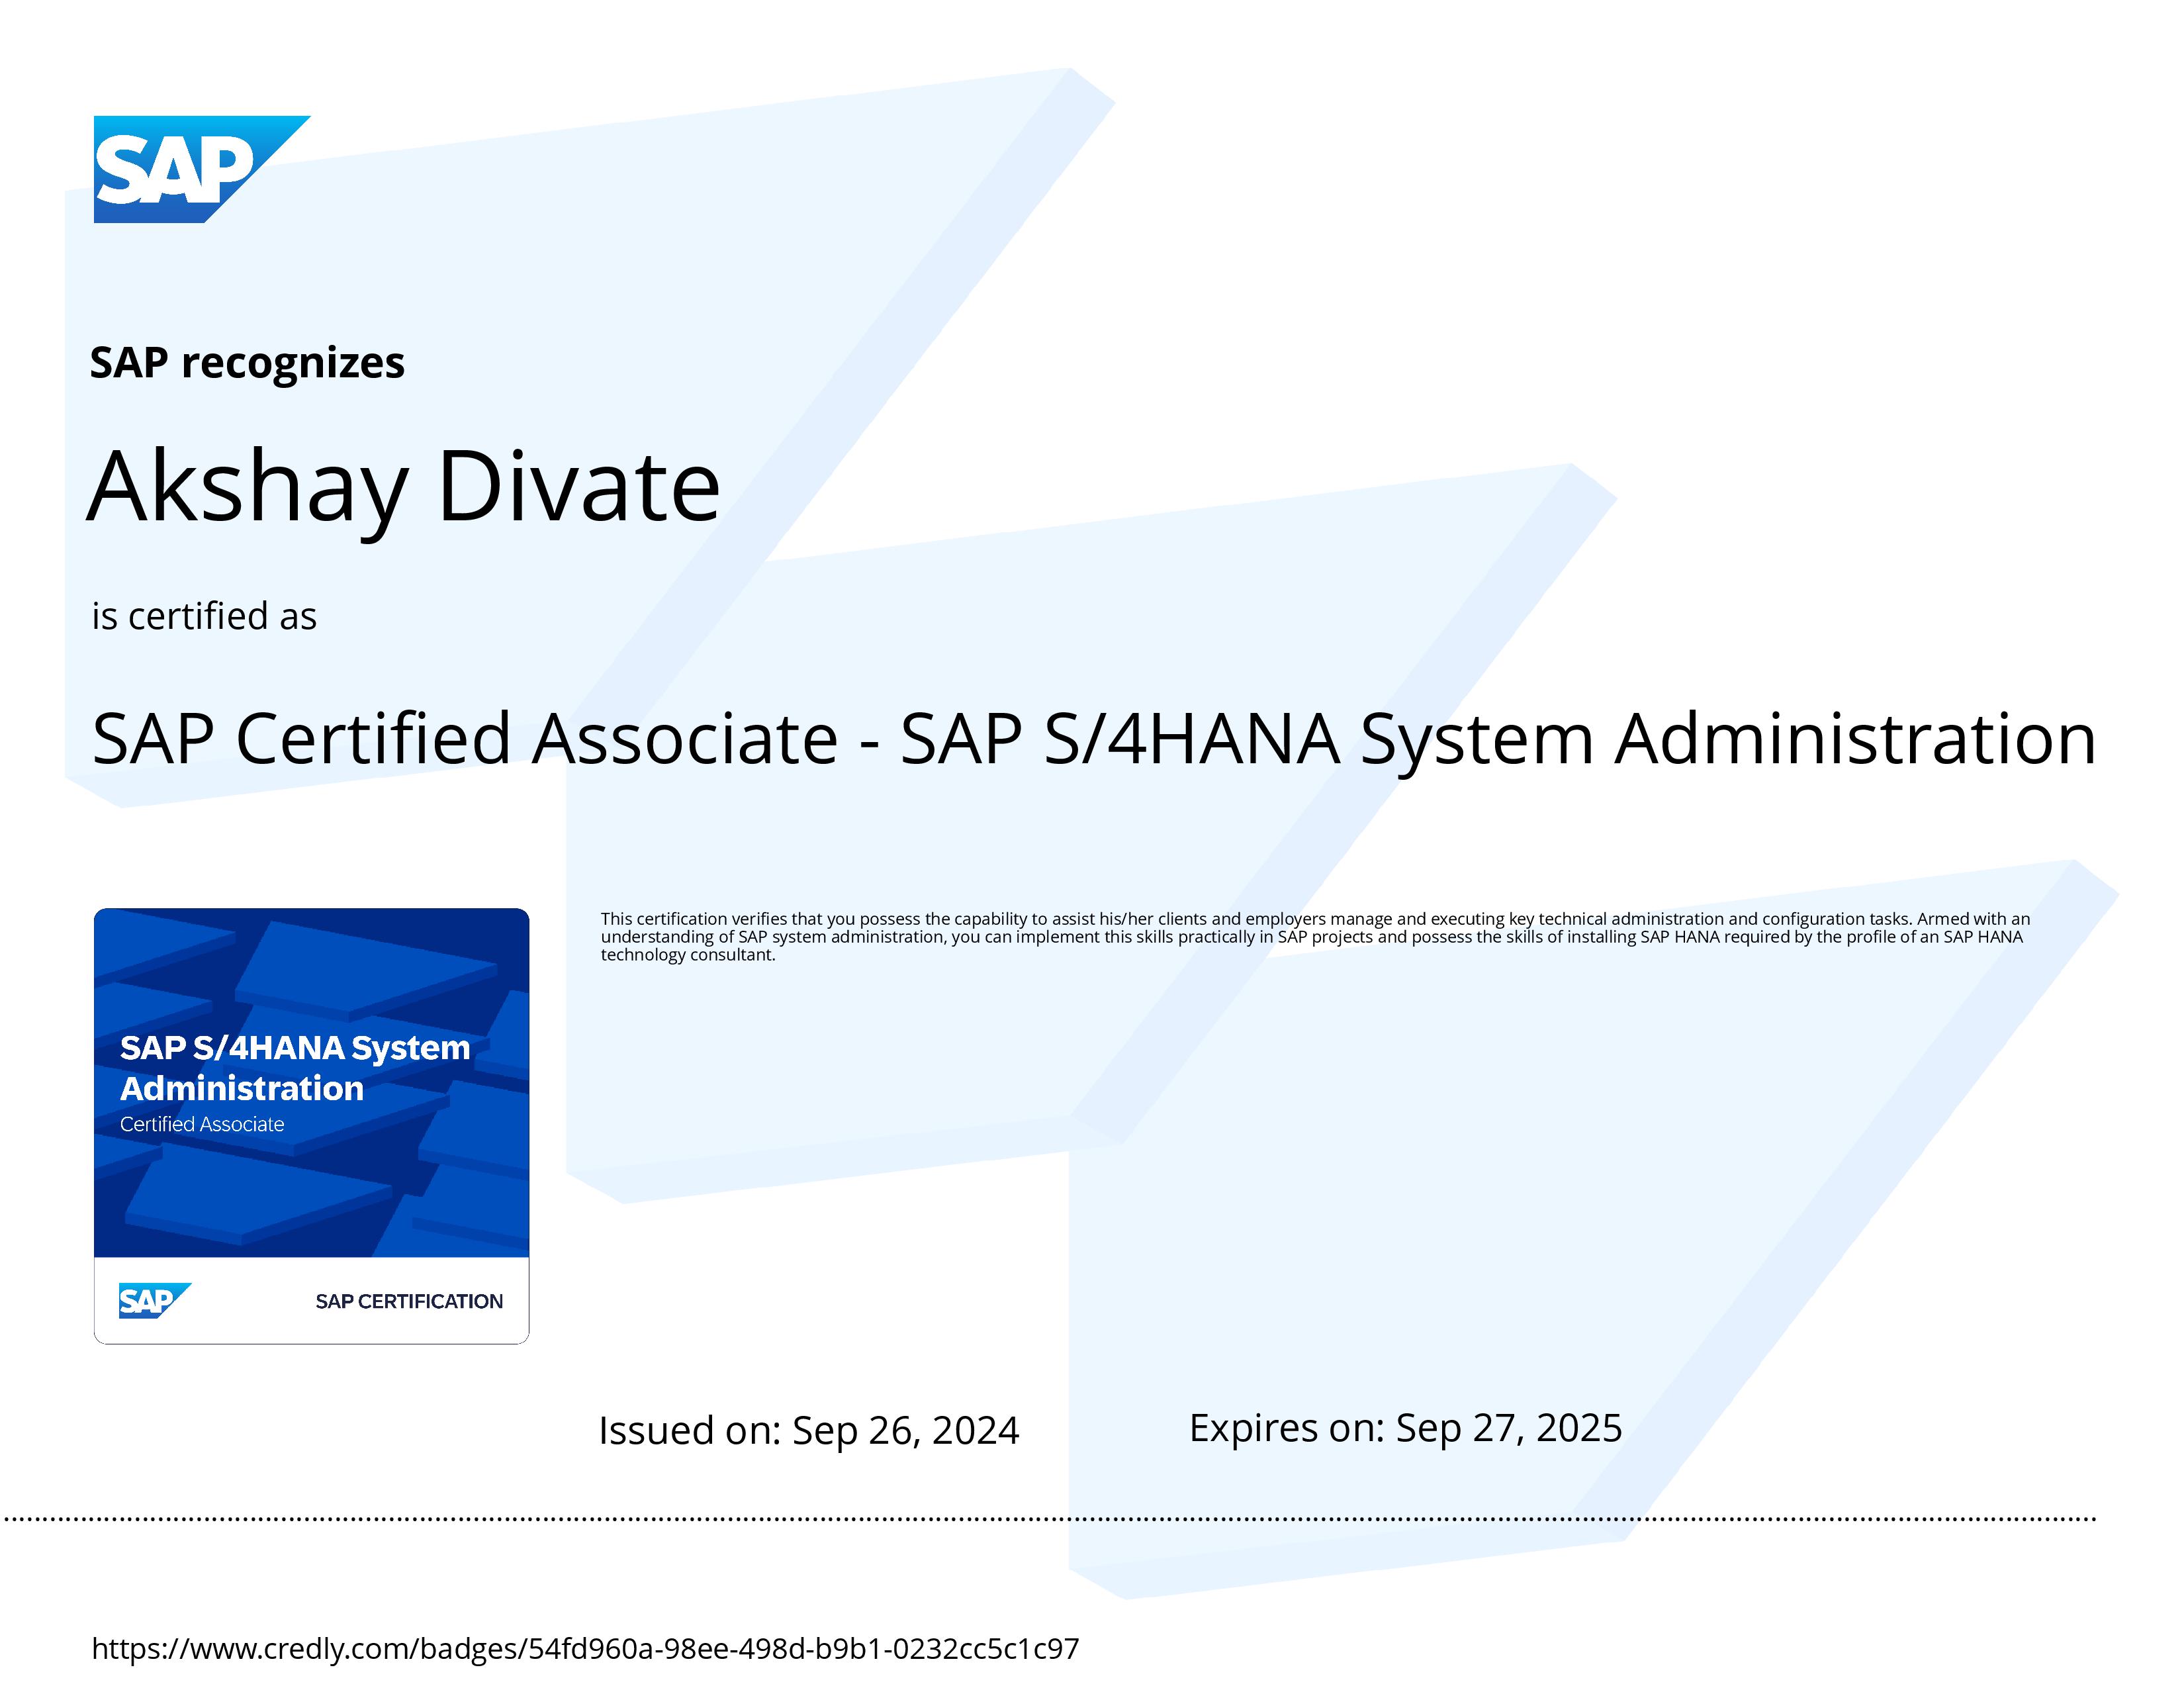 SAP
SAP recognizes
Akshay Divate
is certified as
SAP Certified Associate - SAP S/4HANA System Administration
This certification verifies that you possess the capability to assist his/her clients and employers manage and executing key technical administration and configuration tasks. Armed with an
understanding of SAP system administration, you can implement this skills practically in SAP projects and possess the skills of installing SAP HANA required by the profile of an SAP HANA
technology consultant.
SAP S/4HANA System
Administration
Certified Associate
SAP SAP CERTIFICATION
Issued on: Sep 26, 2024 Expires on: Sep 27, 2025
https://www.credly.com/badges/54fd960a-98ee-498d-b9b1-0232cc5c1c97